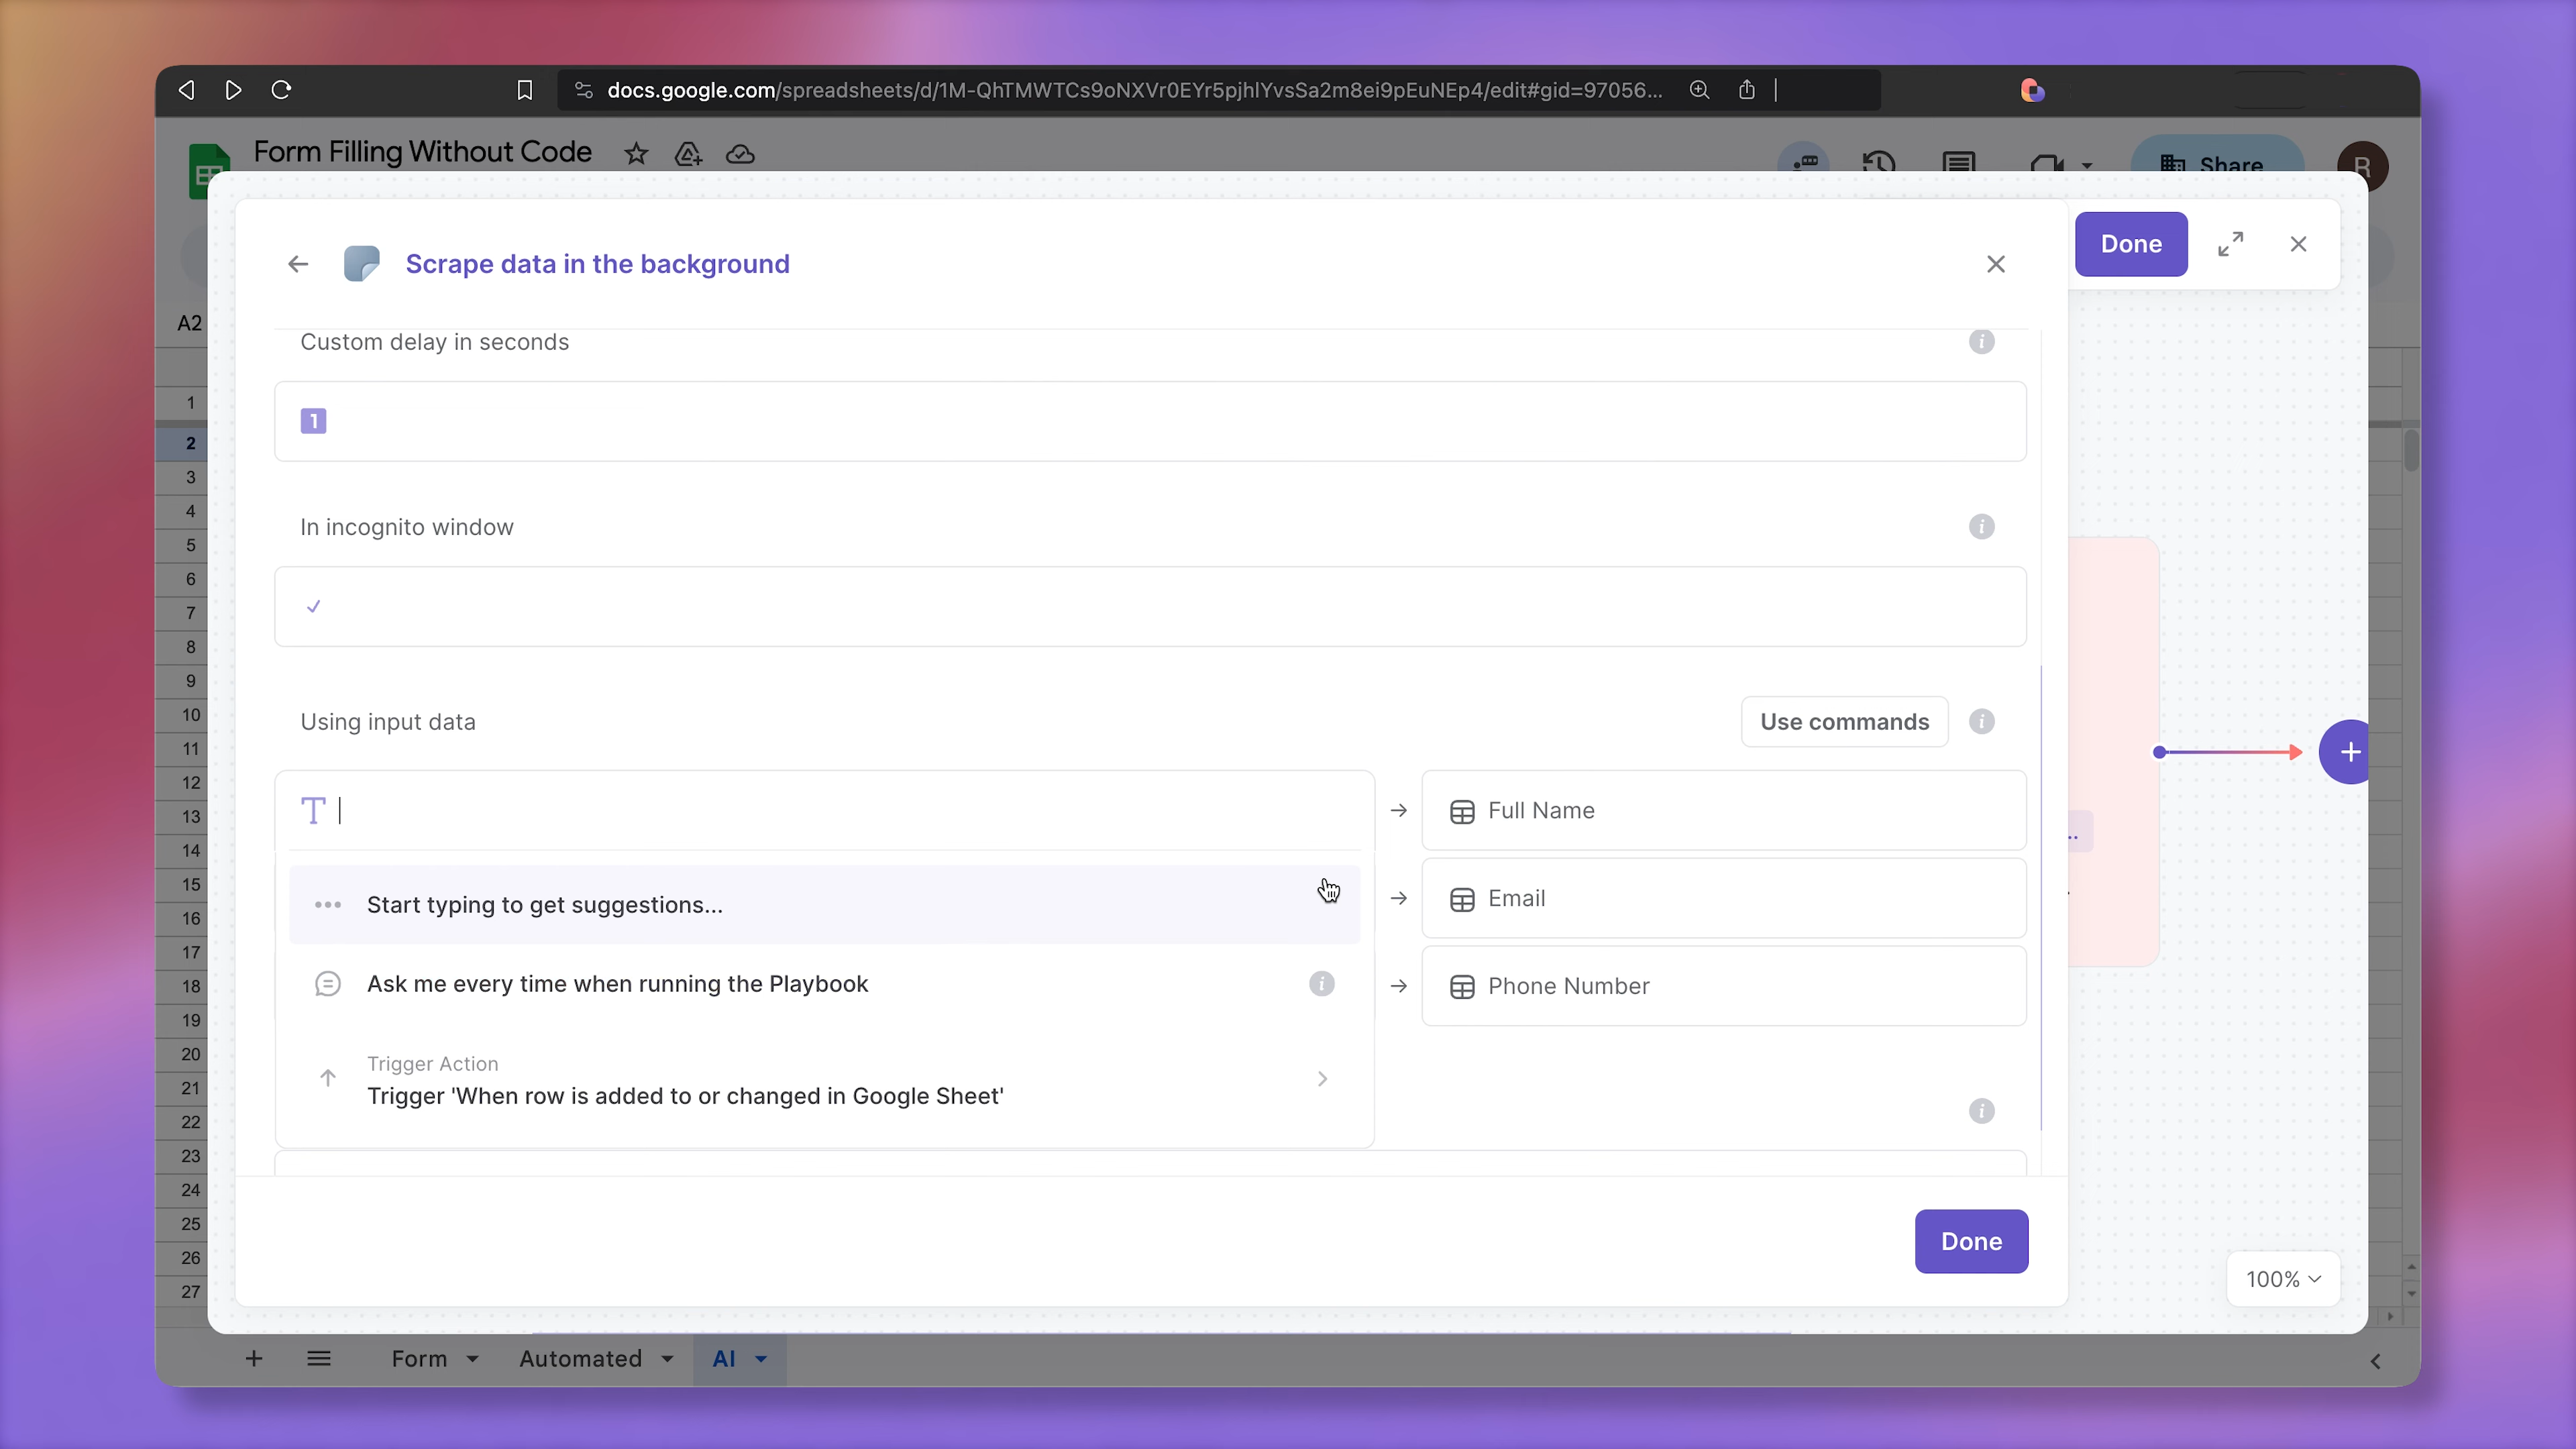 docs.google.com/spreadsheets/d/1M-QhTMWTCs9oNXVr0EYr5pjhlYvsSa2m8ei9pEuNEp4/edit#gid=97056...
Form Filling Without Code
Share
R
Done
Scrape data in the background
A2
Custom delay in seconds
1
In incognito window
Using input data
Use commands
T
Full Name
Start typing to get suggestions...
Email
Ask me every time when running the Playbook
Phone Number
Trigger Action
Trigger 'When row is added to or changed in Google Sheet'
Done
100%
1
2
3
4
5
6
7
8
9
10
11
12
13
14
15
16
17
18
19
20
21
22
23
24
25
26
27
Form
Automated
AI